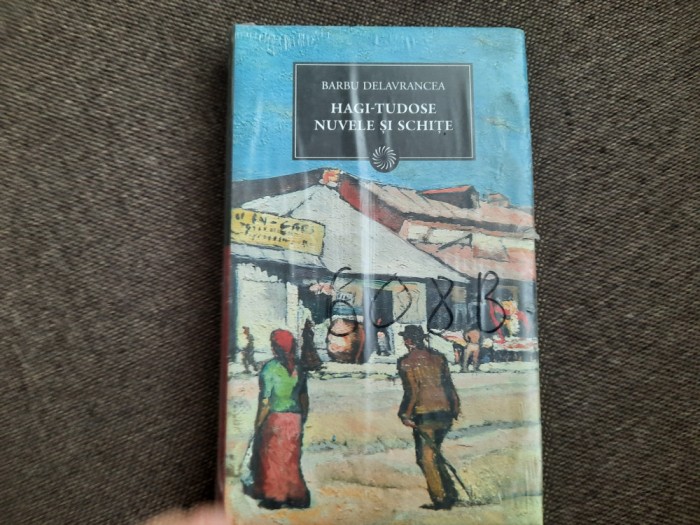 BARBU DELAVRANCEA
HAGI-TUDOSE
NUVELE ȘI SCHIȚE
608B